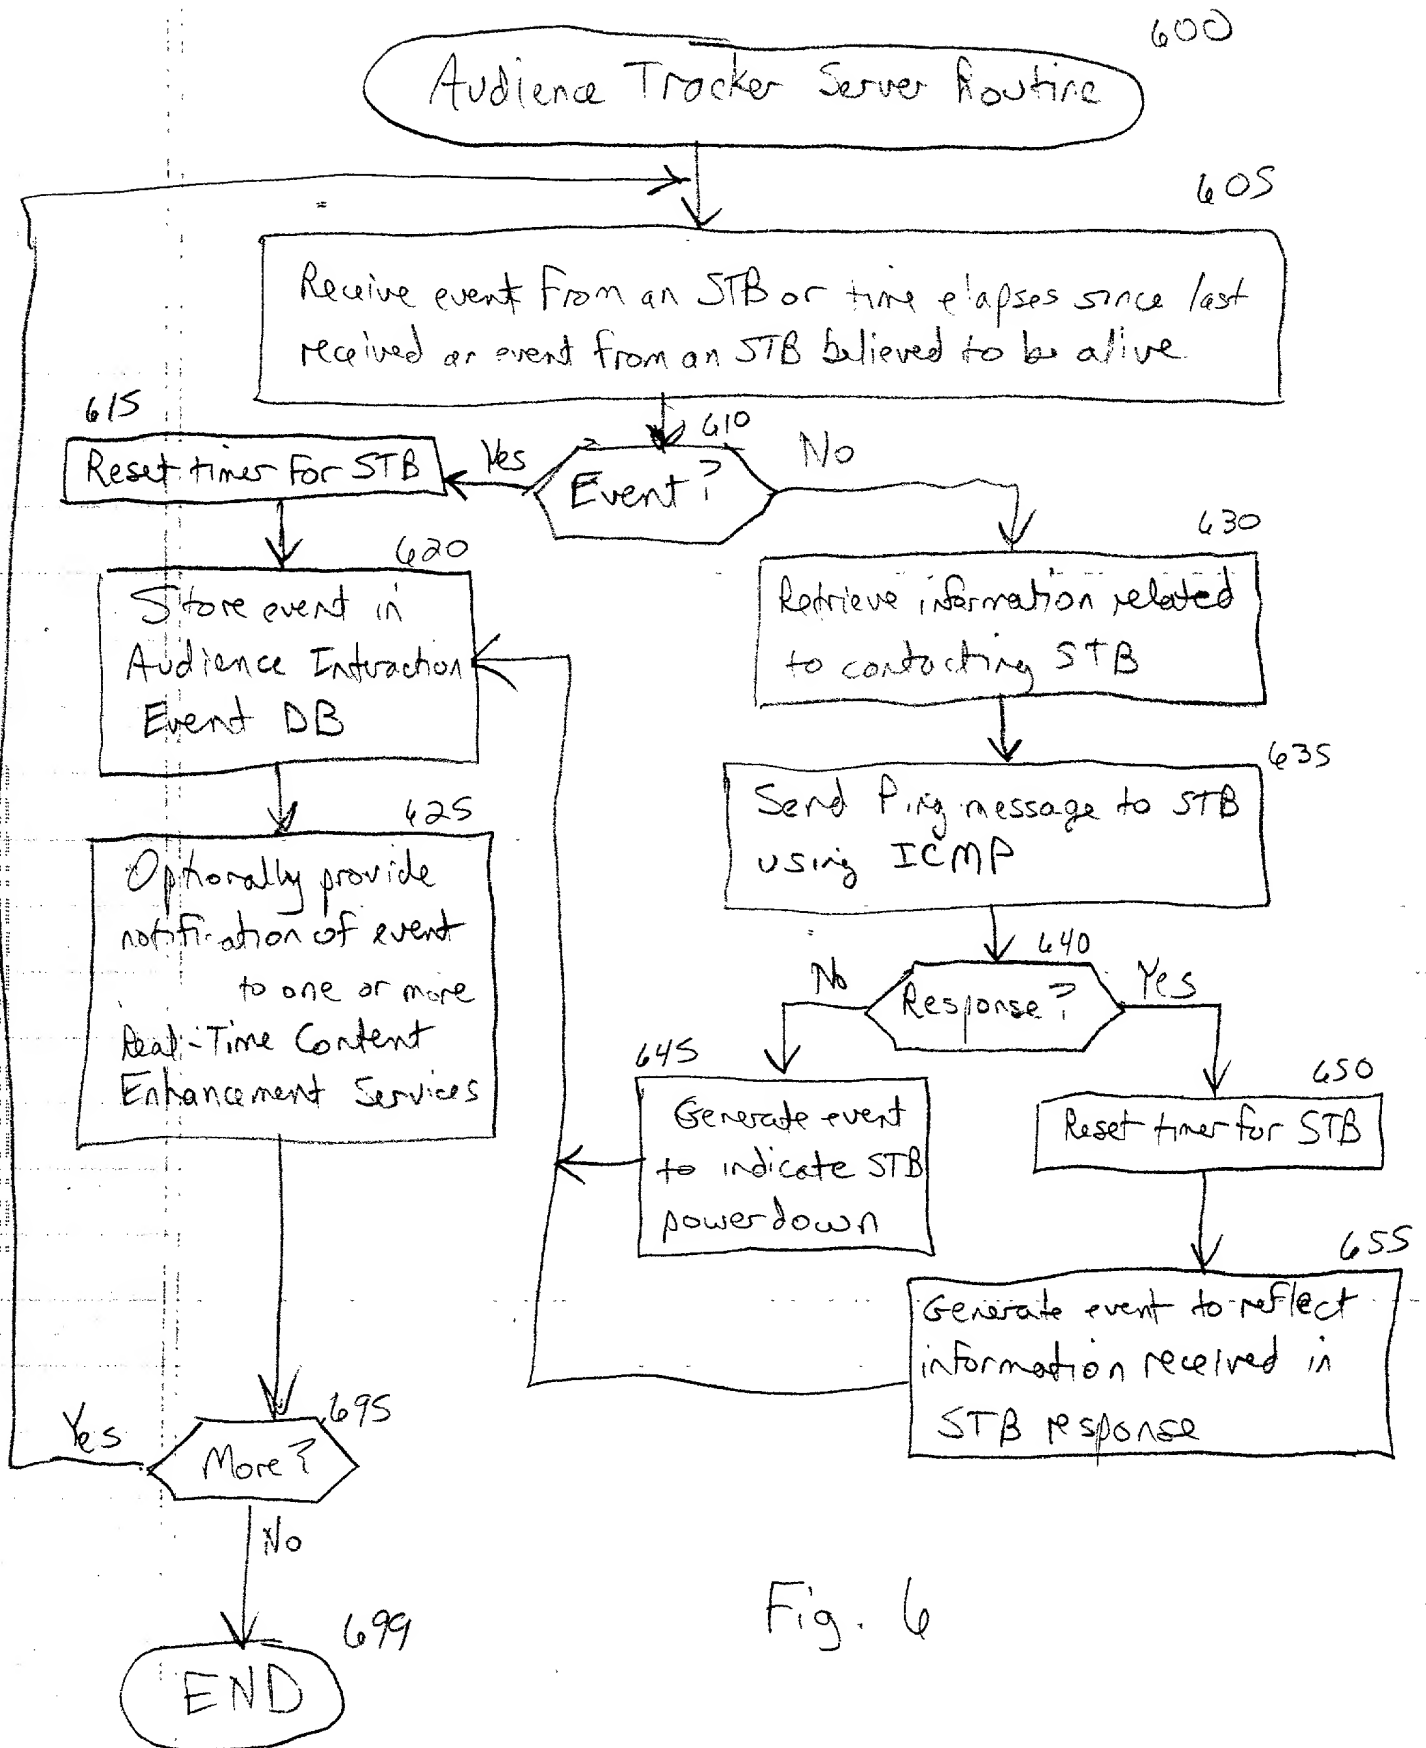 600
Audience Tracker Server Routine
605
Receive event from an STB or time elapses since last
received an event from an STB believed to be alive.
615
610
Reset timer for STB
Yes
Event?
No
620
630
Store event in
Audience Interaction
Event DB
Retrieve information related
to contacting STB
625
635
Optionally provide
notification of event
to one or more
Real-Time Content
Enhancement Services
Send Ping message to STB
using ICMP
640
No
Response?
Yes
645
650
Generate event
to indicate STB
powerdown
Reset timer for STB
655
Generate event to reflect
information received in
STB response
695
Yes
More?
No
699
END
Fig. 6